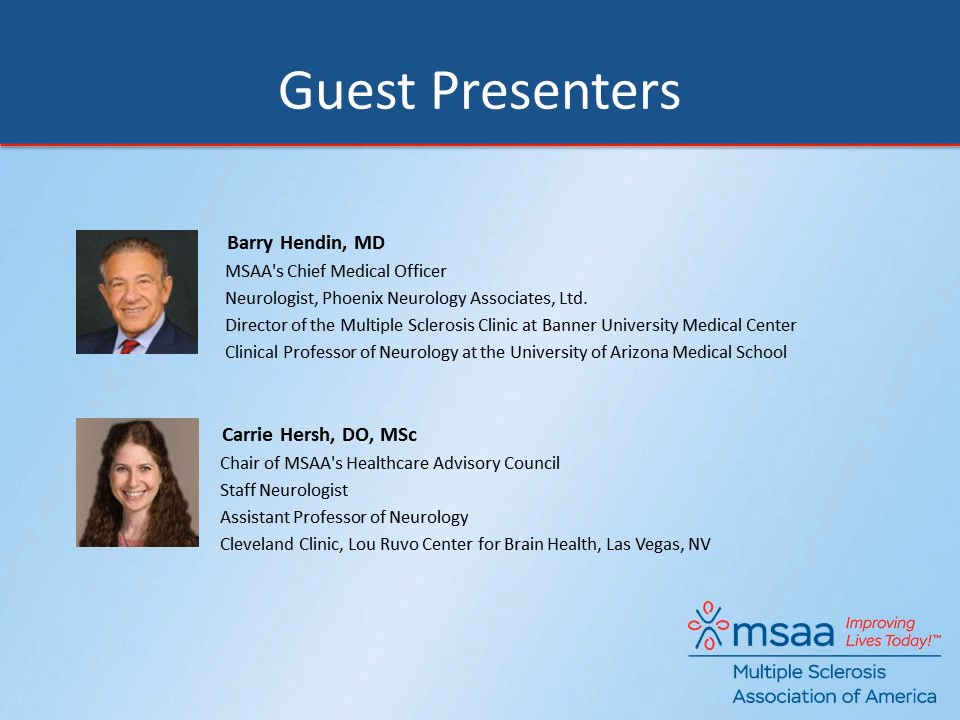 Guest Presenters
Barry Hendin, MD
MSAA's Chief Medical Officer
Neurologist, Phoenix Neurology Associates, Ltd.
Director of the Multiple Sclerosis Clinic at Banner University Medical Center
Clinical Professor of Neurology at the University of Arizona Medical School
Carrie Hersh, DO, MSc
Chair of MSAA's Healthcare Advisory Council
Staff Neurologist
Assistant Professor of Neurology
Cleveland Clinic, Lou Ruvo Center for Brain Health, Las Vegas, NV
msaa
Improving
Lives Today!™
Multiple Sclerosis
Association of America